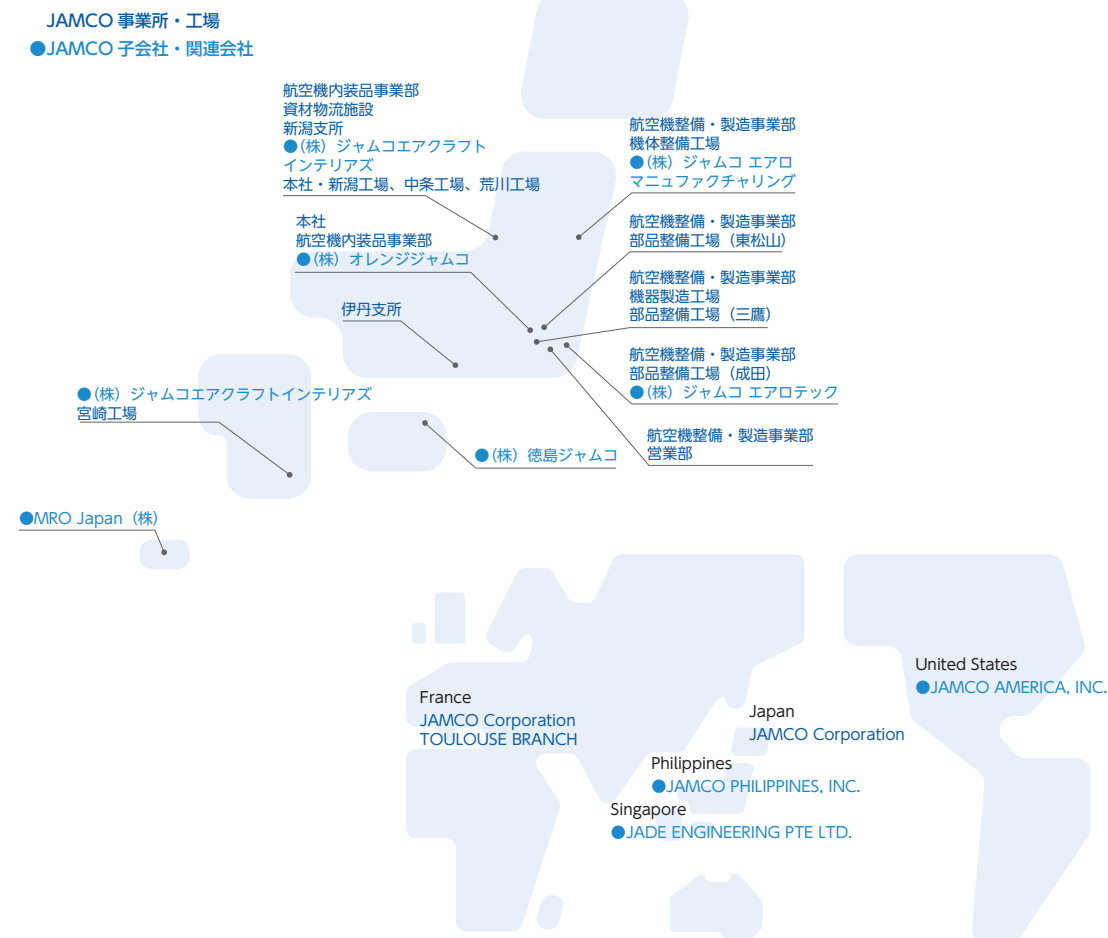 JAMCO 事業所・工場
●JAMCO 子会社・関連会社
航空機内装品事業部
資材物流施設
新潟支所
●(株) ジャムコエアクラフト
インテリアズ
本社・新潟工場、中条工場、荒川工場
本社
航空機内装品事業部
●(株) オレンジジャムコ
伊丹支所
●(株) ジャムコエアクラフトインテリアズ
宮崎工場
●MRO Japan（株）
航空機整備・製造事業部
機体整備工場
●(株) ジャムコ エアロ
マニュファクチャリング
航空機整備・製造事業部
部品整備工場（東松山）
航空機整備・製造事業部
機器製造工場
部品整備工場（三鷹）
航空機整備・製造事業部
部品整備工場（成田）
●(株) ジャムコ エアロテック
航空機整備・製造事業部
営業部
●(株) 徳島ジャムコ
France
JAMCO Corporation
TOULOUSE BRANCH
United States
●JAMCO AMERICA, INC.
Japan
JAMCO Corporation
Philippines
●JAMCO PHILIPPINES, INC.
Singapore
●JADE ENGINEERING PTE LTD.